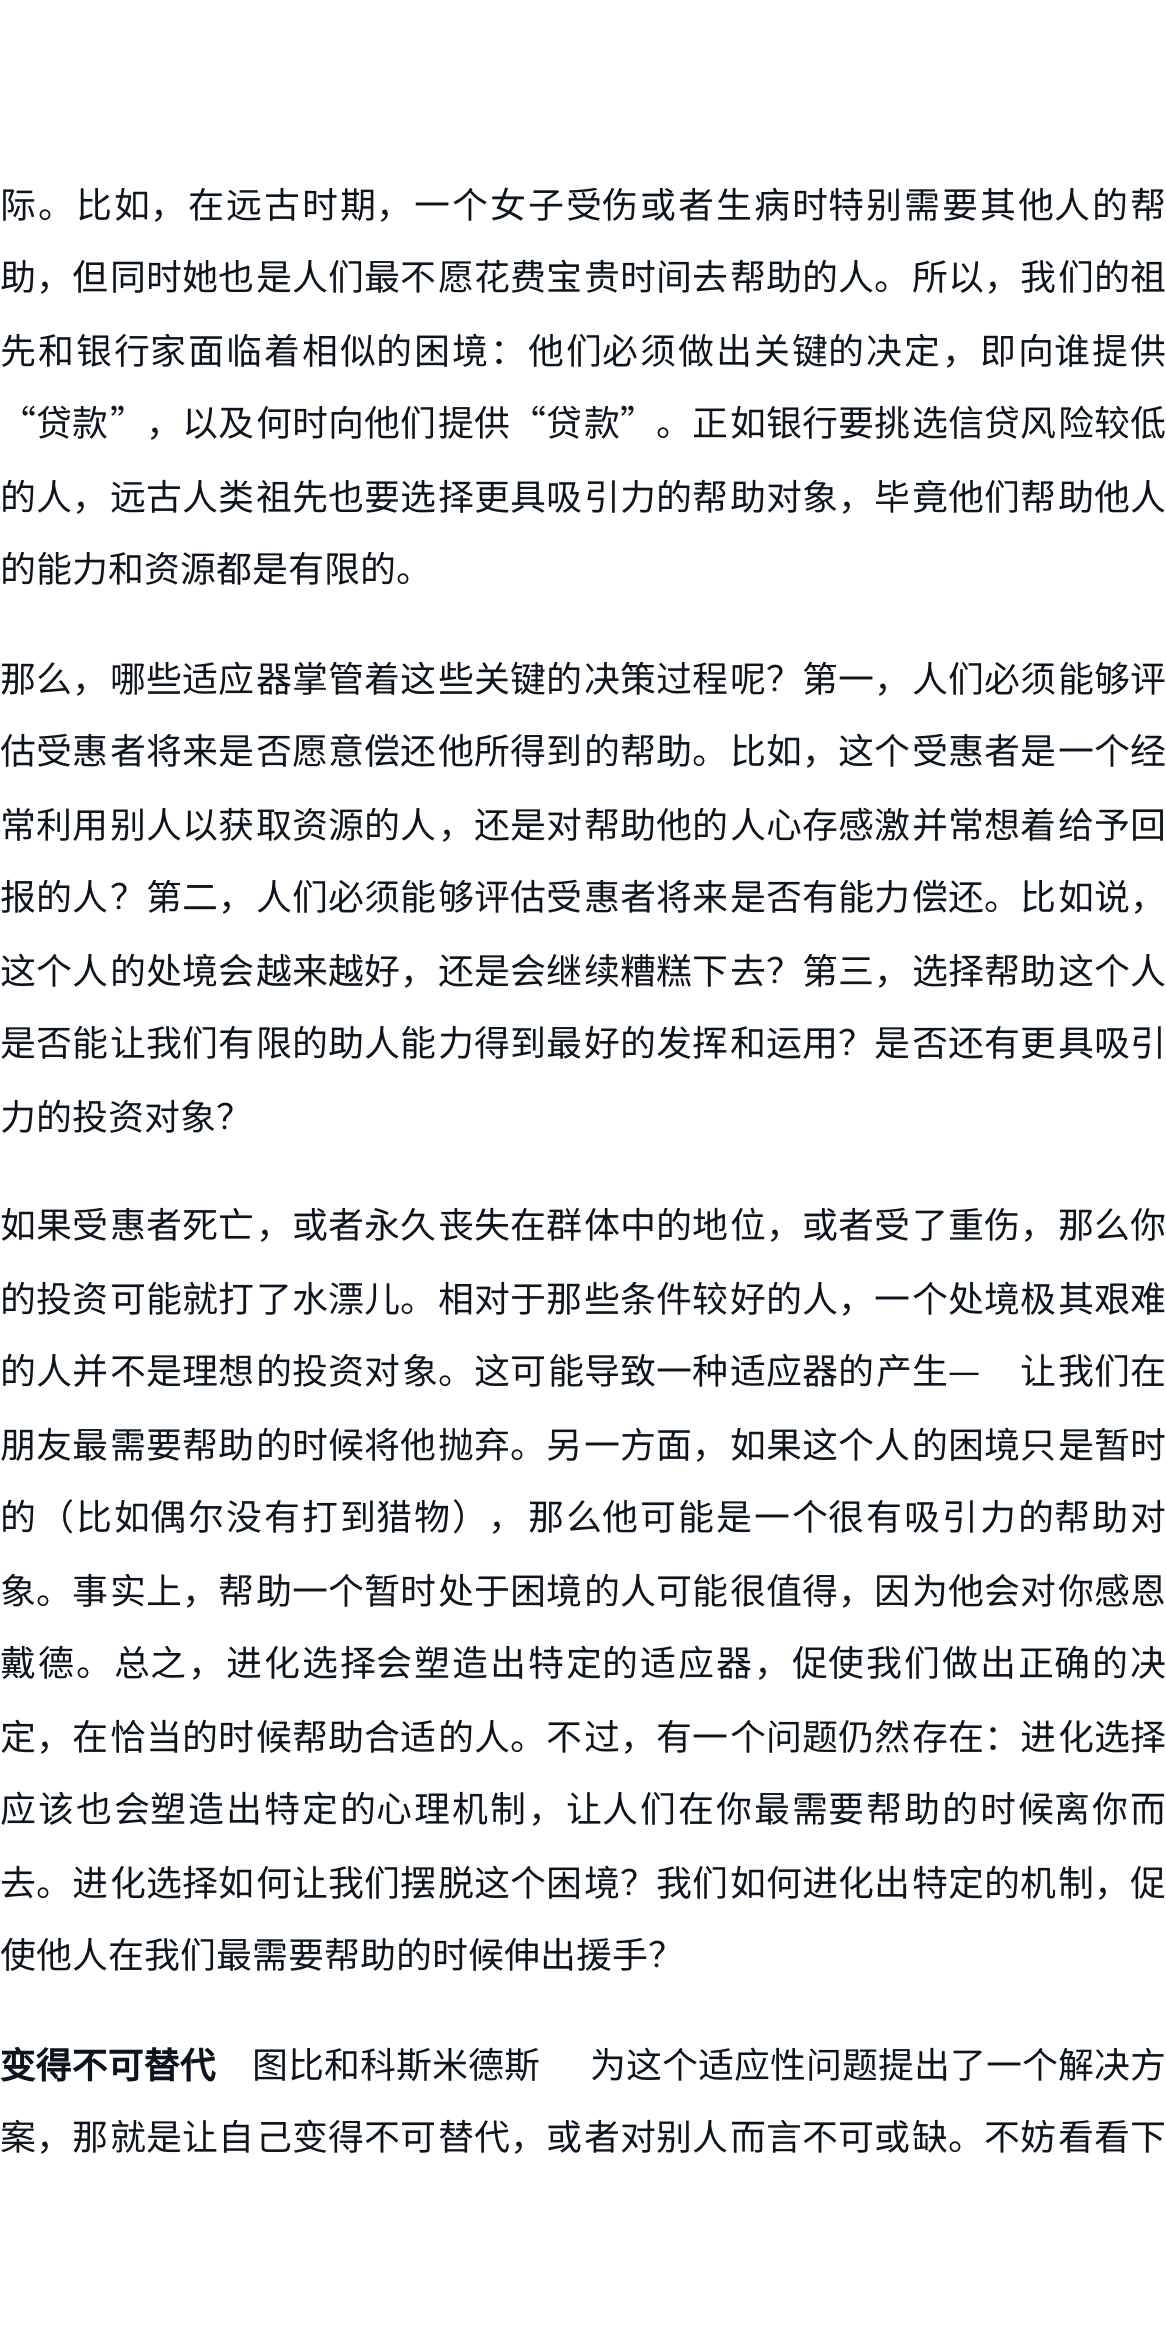 际。比如，在远古时期，一个女子受伤或者生病时特别需要其他人的帮
助，但同时她也是人们最不愿花费宝贵时间去帮助的人。所以，我们的祖
先和银行家面临着相似的困境：他们必须做出关键的决定，即向谁提供
“贷款”，以及何时向他们提供“贷款”。正如银行要挑选信贷风险较低
的人，远古人类祖先也要选择更具吸引力的帮助对象，毕竟他们帮助他人
的能力和资源都是有限的。
那么，哪些适应器掌管着这些关键的决策过程呢？第一，人们必须能够评
估受惠者将来是否愿意偿还他所得到的帮助。比如，这个受惠者是一个经
常利用别人以获取资源的人，还是对帮助他的人心存感激并常想着给予回
报的人？第二，人们必须能够评估受惠者将来是否有能力偿还。比如说，
这个人的处境会越来越好，还是会继续糟糕下去？第三，选择帮助这个人
是否能让我们有限的助人能力得到最好的发挥和运用？是否还有更具吸引
力的投资对象？
如果受惠者死亡，或者永久丧失在群体中的地位，或者受了重伤，那么你
的投资可能就打了水漂儿。相对于那些条件较好的人，一个处境极其艰难
的人并不是理想的投资对象。这可能导致一种适应器的产生—　让我们在
朋友最需要帮助的时候将他抛弃。另一方面，如果这个人的困境只是暂时
的（比如偶尔没有打到猎物），那么他可能是一个很有吸引力的帮助对
象。事实上，帮助一个暂时处于困境的人可能很值得，因为他会对你感恩
戴德。总之，进化选择会塑造出特定的适应器，促使我们做出正确的决
定，在恰当的时候帮助合适的人。不过，有一个问题仍然存在：进化选择
应该也会塑造出特定的心理机制，让人们在你最需要帮助的时候离你而
去。进化选择如何让我们摆脱这个困境？我们如何进化出特定的机制，促
使他人在我们最需要帮助的时候伸出援手？
变得不可替代　图比和科斯米德斯　 为这个适应性问题提出了一个解决方
案，那就是让自己变得不可替代，或者对别人而言不可或缺。不妨看看下